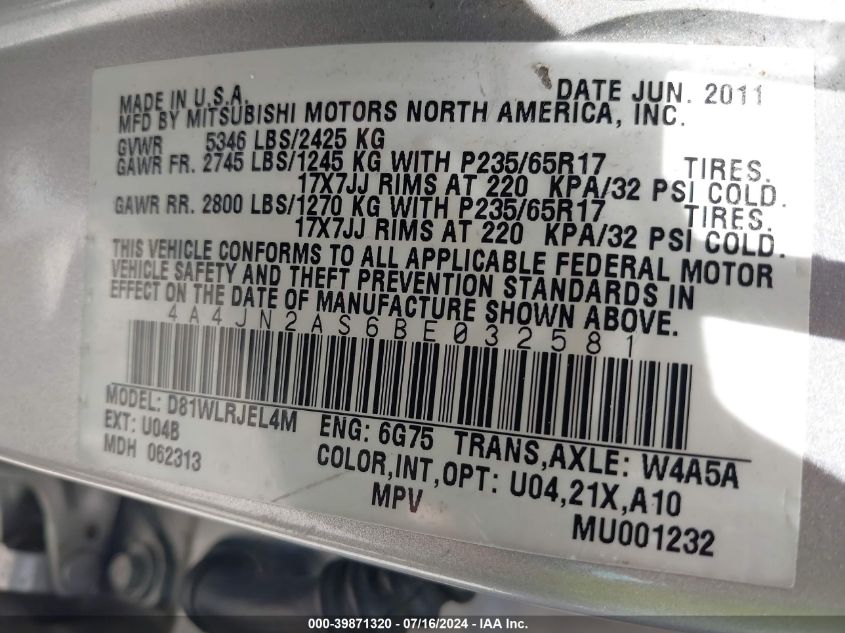 DATE JUN. 2011
MADE IN U.S.A.
MFD BY MITSUBISHI MOTORS NORTH AMERICA, INC.
GVWR 5346 LBS/2425 KG
GAWR FR. 2745 LBS/1245 KG WITH P235/65R17 TIRES.
17X7JJ RIMS AT 220 KPA/32 PSI COLD.
GAWR RR. 2800 LBS/1270 KG WITH P235/65R17 TIRES.
17X7JJ RIMS AT 220 KPA/32 PSI COLD.
THIS VEHICLE CONFORMS TO ALL APPLICABLE FEDERAL MOTOR
VEHICLE SAFETY AND THEFT PREVENTION STANDARDS IN
EFFECT ON THE DATE OF MANUFACTURE SHOWN ABOVE.
4A4JN2AS6BE032581
MODEL: D81WLRJEL4M
EXT: U04B ENG: 6G75 TRANS,AXLE: W4A5A
MDH 062313 COLOR,INT,OPT: U04,21X,A10
MPV
MU001232
000-39871320 / 07/16/2024 - IAA Inc.